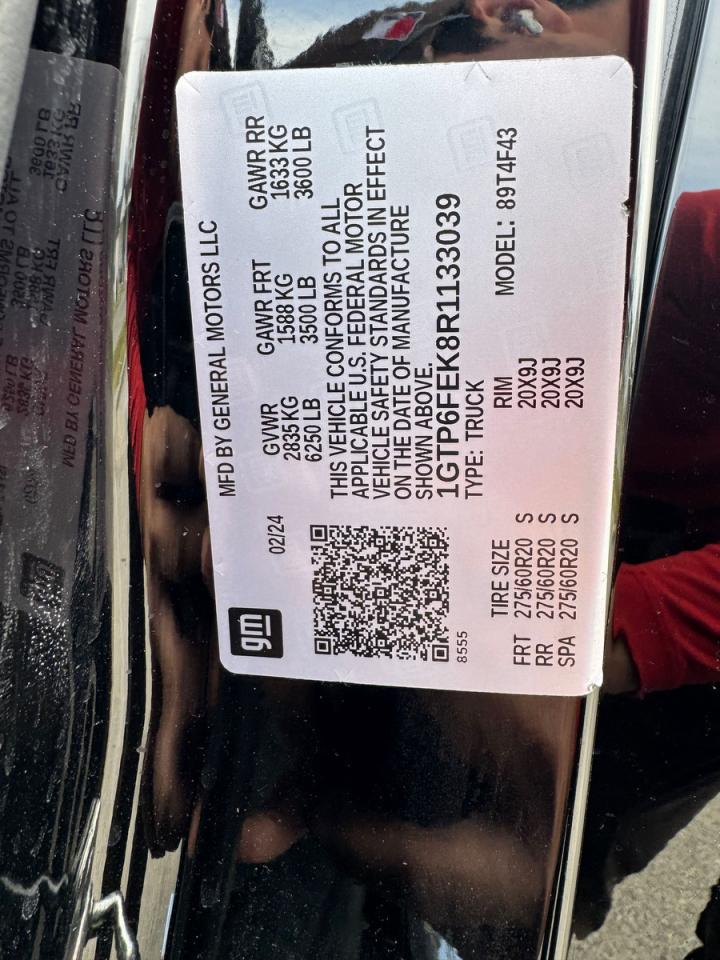 gm
MFD BY GENERAL MOTORS LLC
02/24
GVWR GAWR FRT GAWR RR
2835 KG 1588 KG 1633 KG
6250 LB 3500 LB 3600 LB
THIS VEHICLE CONFORMS TO ALL
APPLICABLE U.S. FEDERAL MOTOR
VEHICLE SAFETY STANDARDS IN EFFECT
ON THE DATE OF MANUFACTURE
SHOWN ABOVE.
1GTP6FEK8R1133039
TYPE: TRUCK
8555
TIRE SIZE RIM MODEL: 89T4F43
FRT 275/60R20 S 20X9J
RR 275/60R20 S 20X9J
SPA 275/60R20 S 20X9J